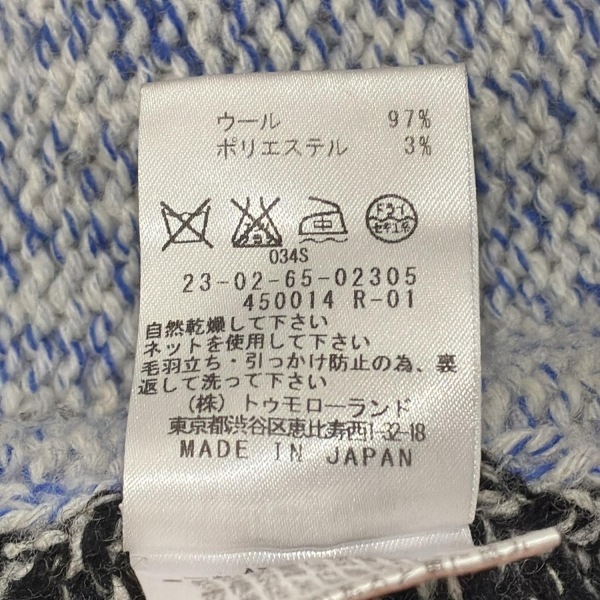 ウール 97%
ポリエステル 3%
中
ドライ
セキユ系
034S
23-02-65-02305
450014 R-01
自然乾燥して下さい
ネットを使用して下さい
毛羽立ち・引っかけ防止の為、裏
返して洗って下さい
(株)トゥモローランド
東京都渋谷区恵比寿西1-32-18
MADE IN JAPAN